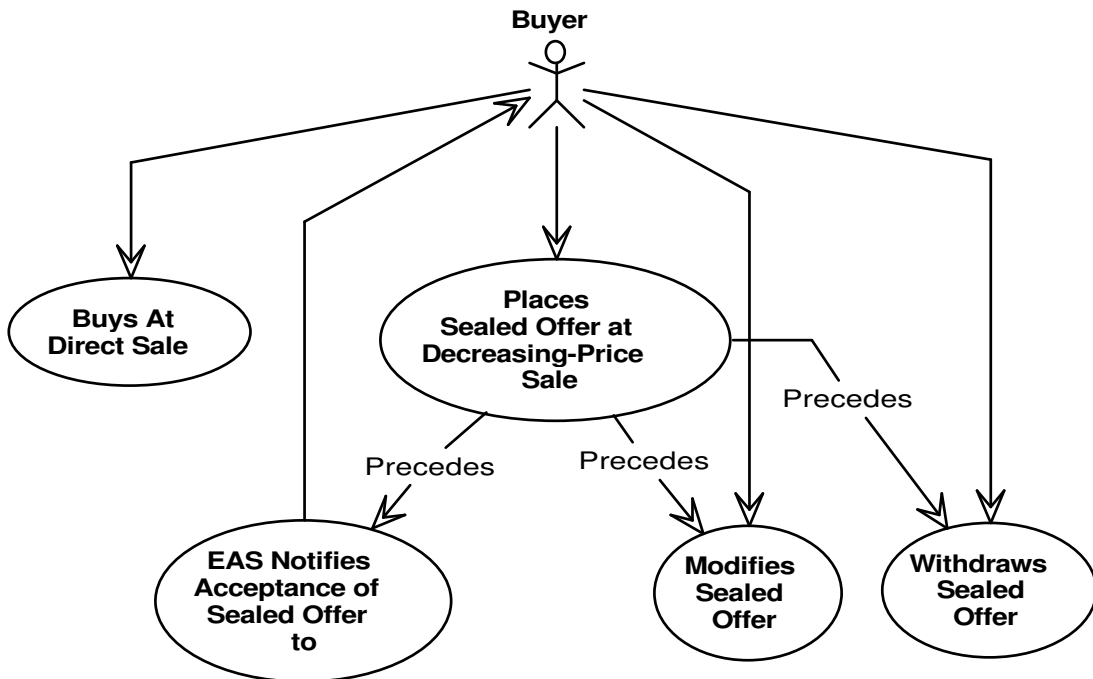 Buyer
Buys At
Direct Sale
Places
Sealed Offer at
Decreasing-Price
Sale
Precedes
Precedes
Precedes
EAS Notifies
Acceptance of
Sealed Offer
to
Modifies
Sealed
Offer
Withdraws
Sealed
Offer